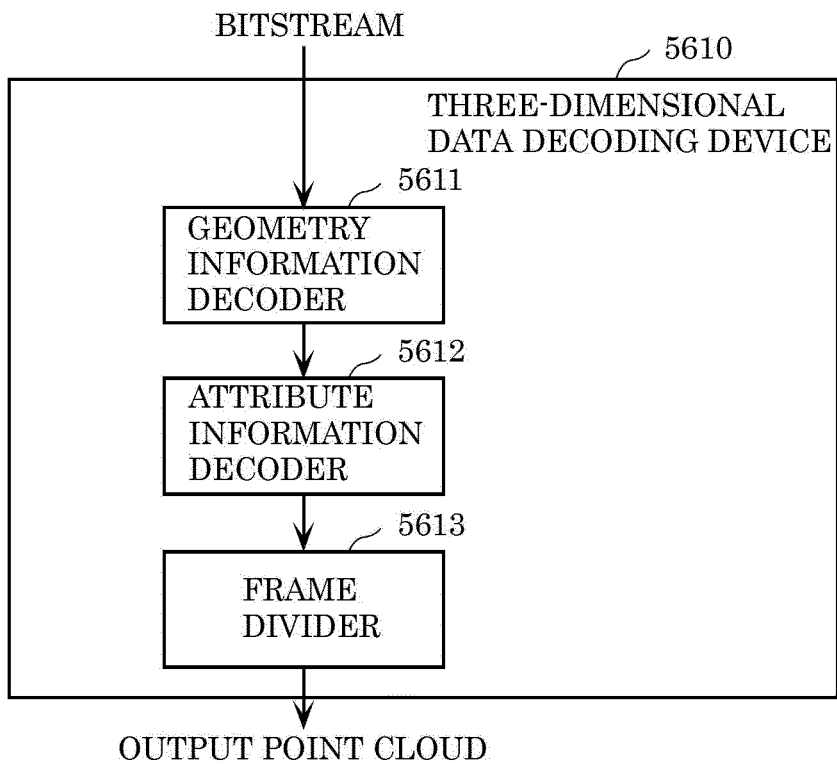 BITSTREAM
5610
THREE-DIMENSIONAL
DATA DECODING DEVICE
5611
GEOMETRY
INFORMATION
DECODER
5612
ATTRIBUTE
INFORMATION
DECODER
5613
FRAME
DIVIDER
OUTPUT POINT CLOUD